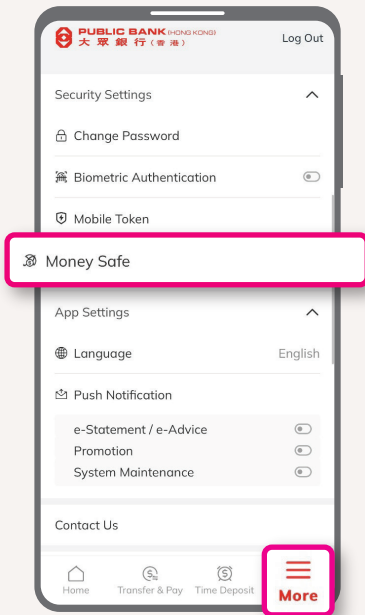 PUBLIC BANK (HONG KONG)
大眾銀行(香港)
Log Out
Security Settings
Change Password
Biometric Authentication
Mobile Token
Money Safe
App Settings
Language English
Push Notification
e-Statement / e-Advice
Promotion
System Maintenance
Contact Us
Home Transfer & Pay Time Deposit More